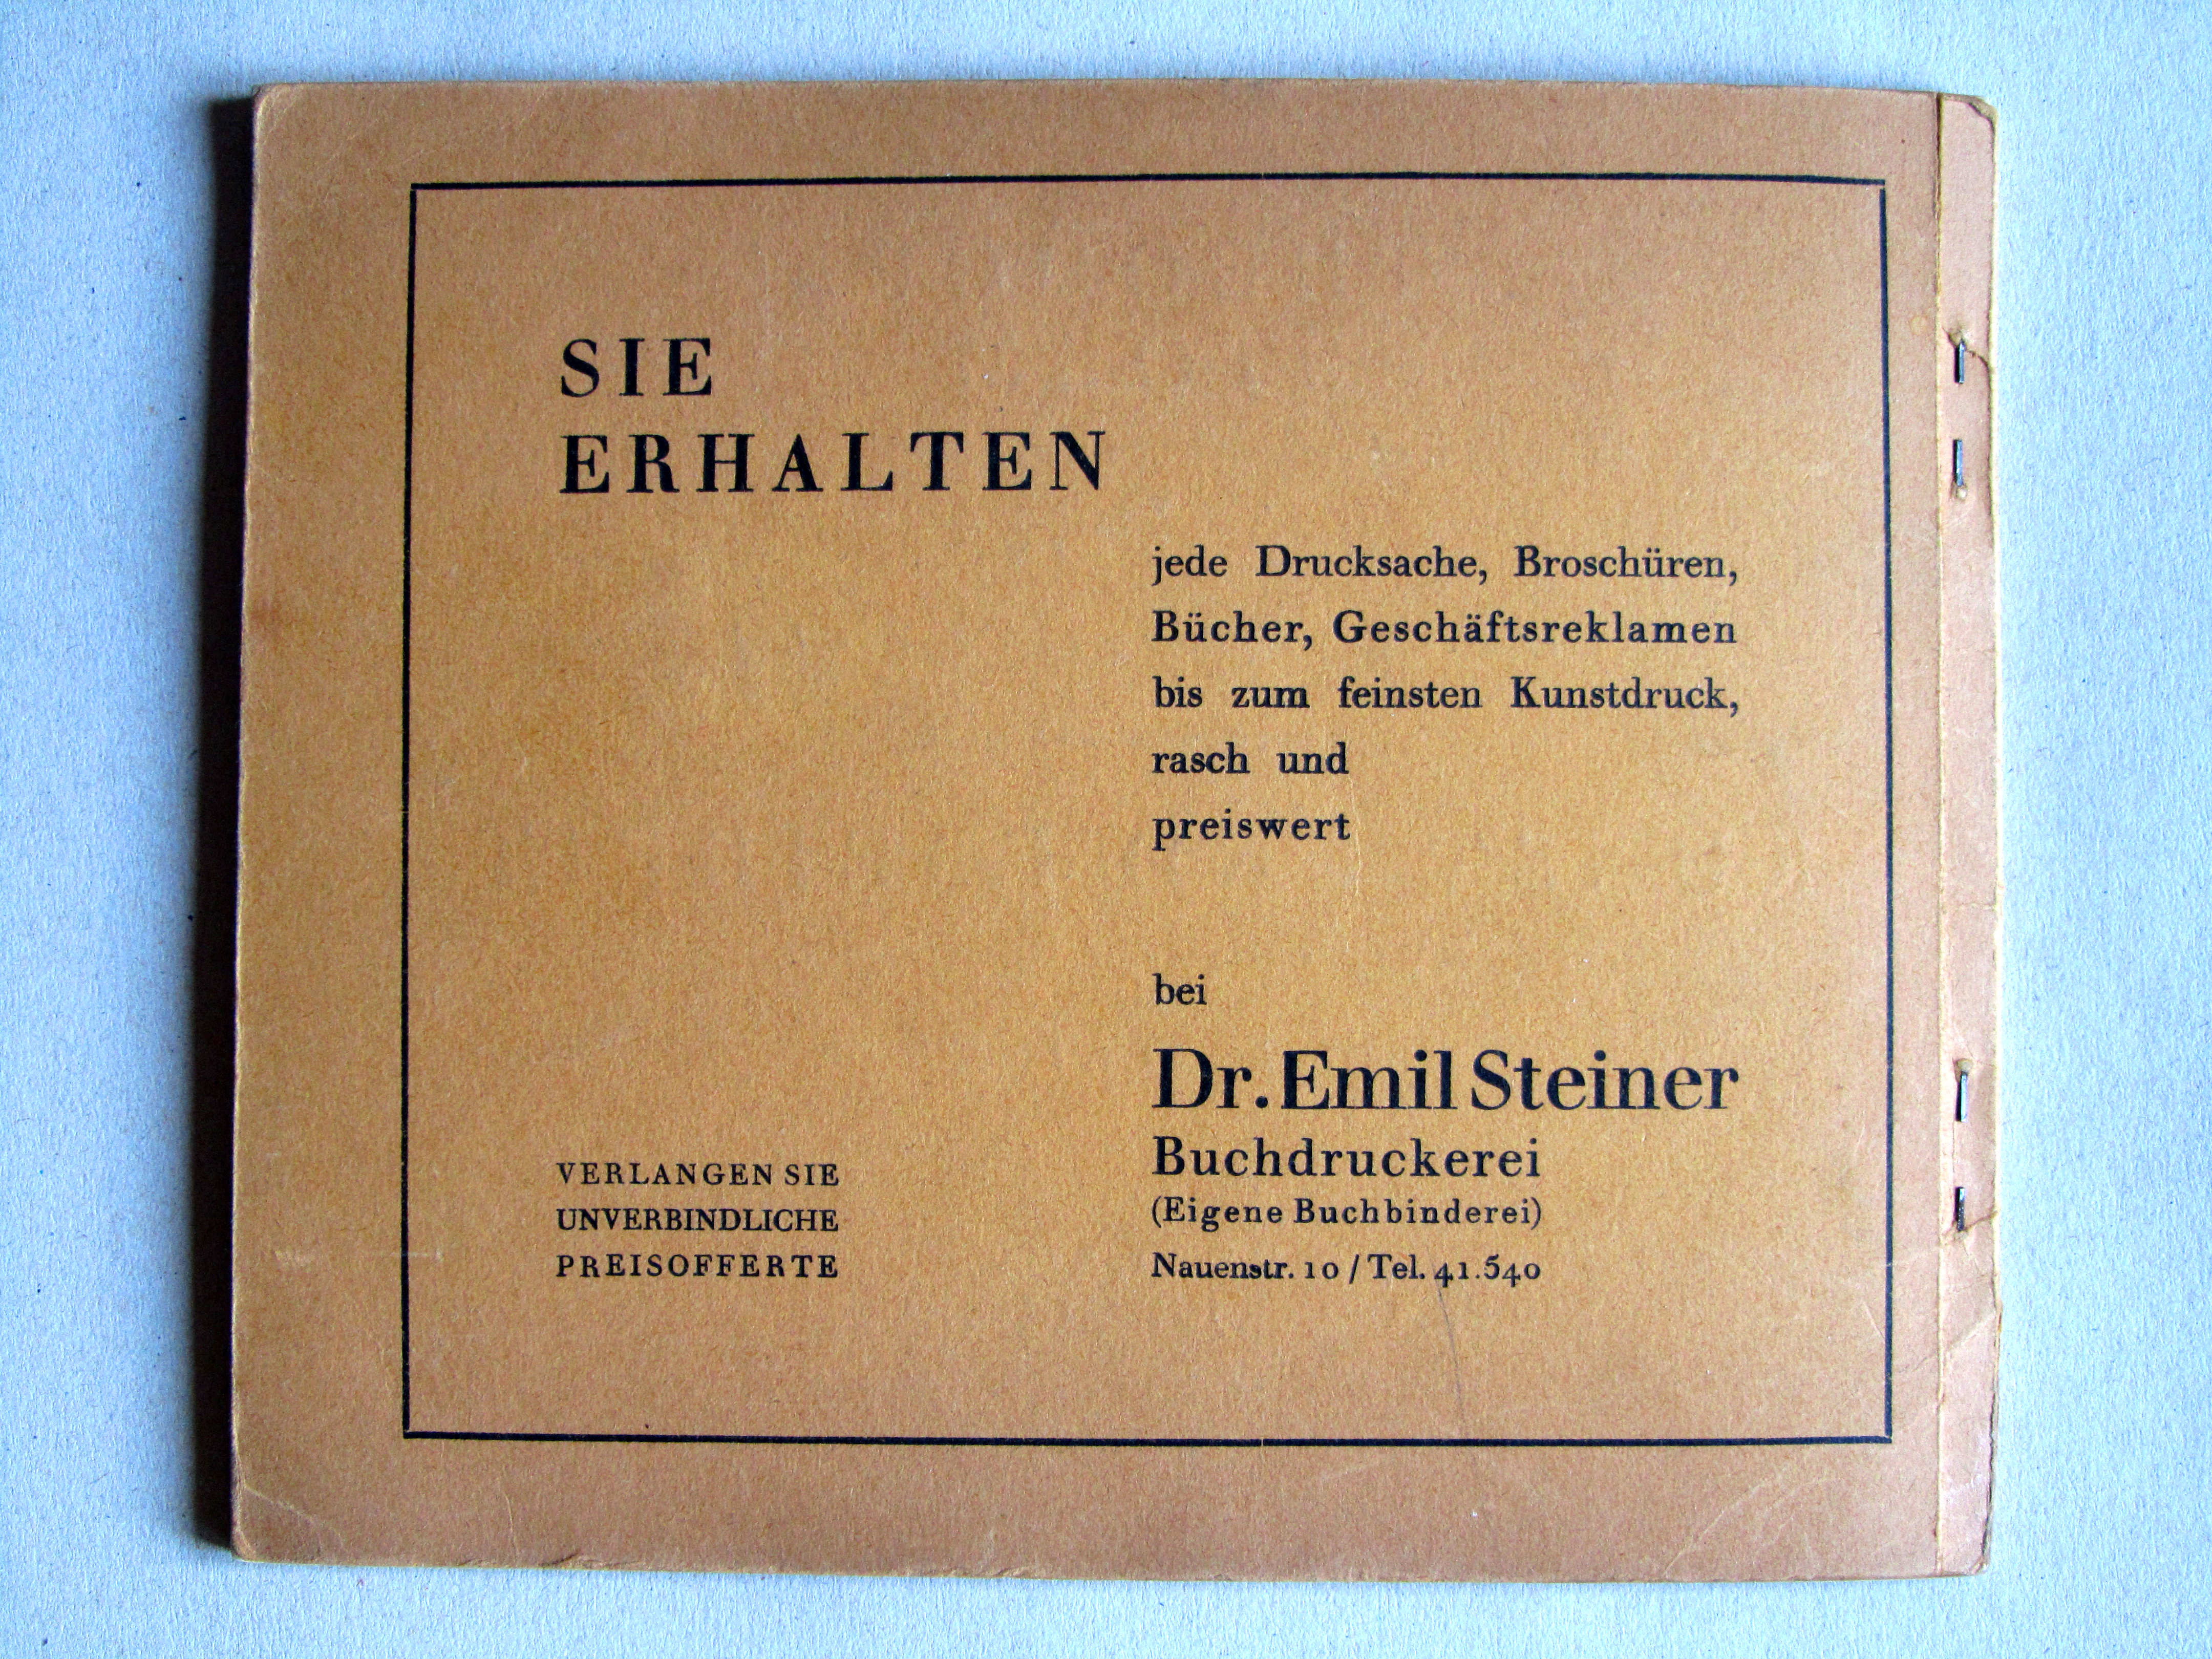 SIE
ERHALTEN
jede Drucksache, Broschüren,
Bücher, Geschäftsreklamen
bis zum feinsten Kunstdruck,
rasch und
preiswert
bei
Dr. Emil Steiner
Buchdruckerei
(Eigene Buchbinderei)
Nauenstr. 10 / Tel. 41.540
VERLANGEN SIE
UNVERBINDLICHE
PREISOFFERTE